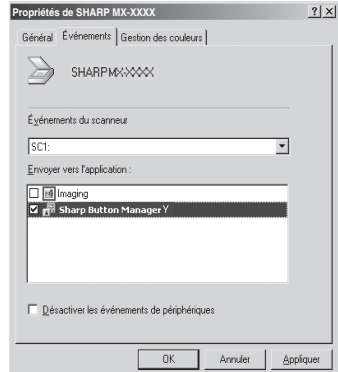 Propriétés de SHARP MX-XXXX ? X
Général Événements Gestion des couleurs
SHARPMX-XXXX
Événements du scanneur
SC1:
Envoyer vers l'application :
Imaging
Sharp Button Manager Y
Désactiver les événements de périphériques
OK Annuler Appliquer